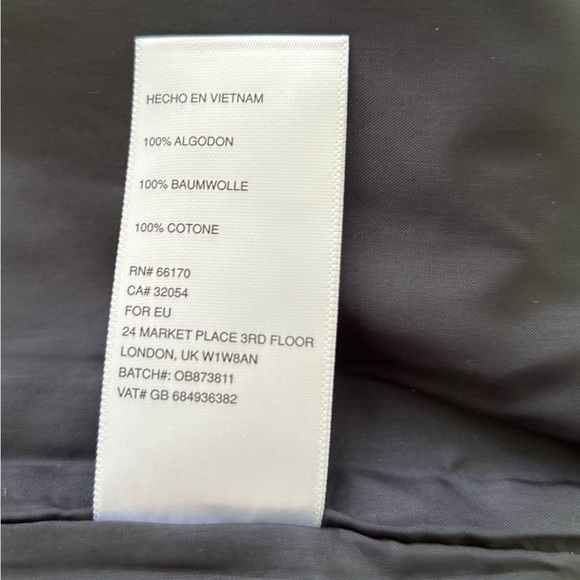 HECHO EN VIETNAM
100% ALGODON
100% BAUMWOLLE
100% COTONE
RN# 66170
CA# 32054
FOR EU
24 MARKET PLACE 3RD FLOOR
LONDON, UK W1W8AN
BATCH#: OB873811
VAT# GB 684936382